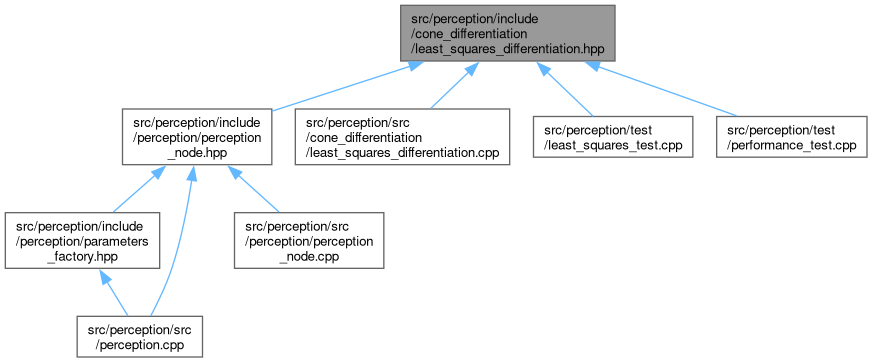 src/perception/include
/cone_differentiation
/least_squares_differentiation.hpp
src/perception/include
/perception/perception
_node.hpp
src/perception/src
/cone_differentiation
/least_squares_differentiation.cpp
src/perception/test
/least_squares_test.cpp
src/perception/test
/performance_test.cpp
src/perception/include
/perception/parameters
_factory.hpp
src/perception/src
/perception/perception
_node.cpp
src/perception/src
/perception.cpp